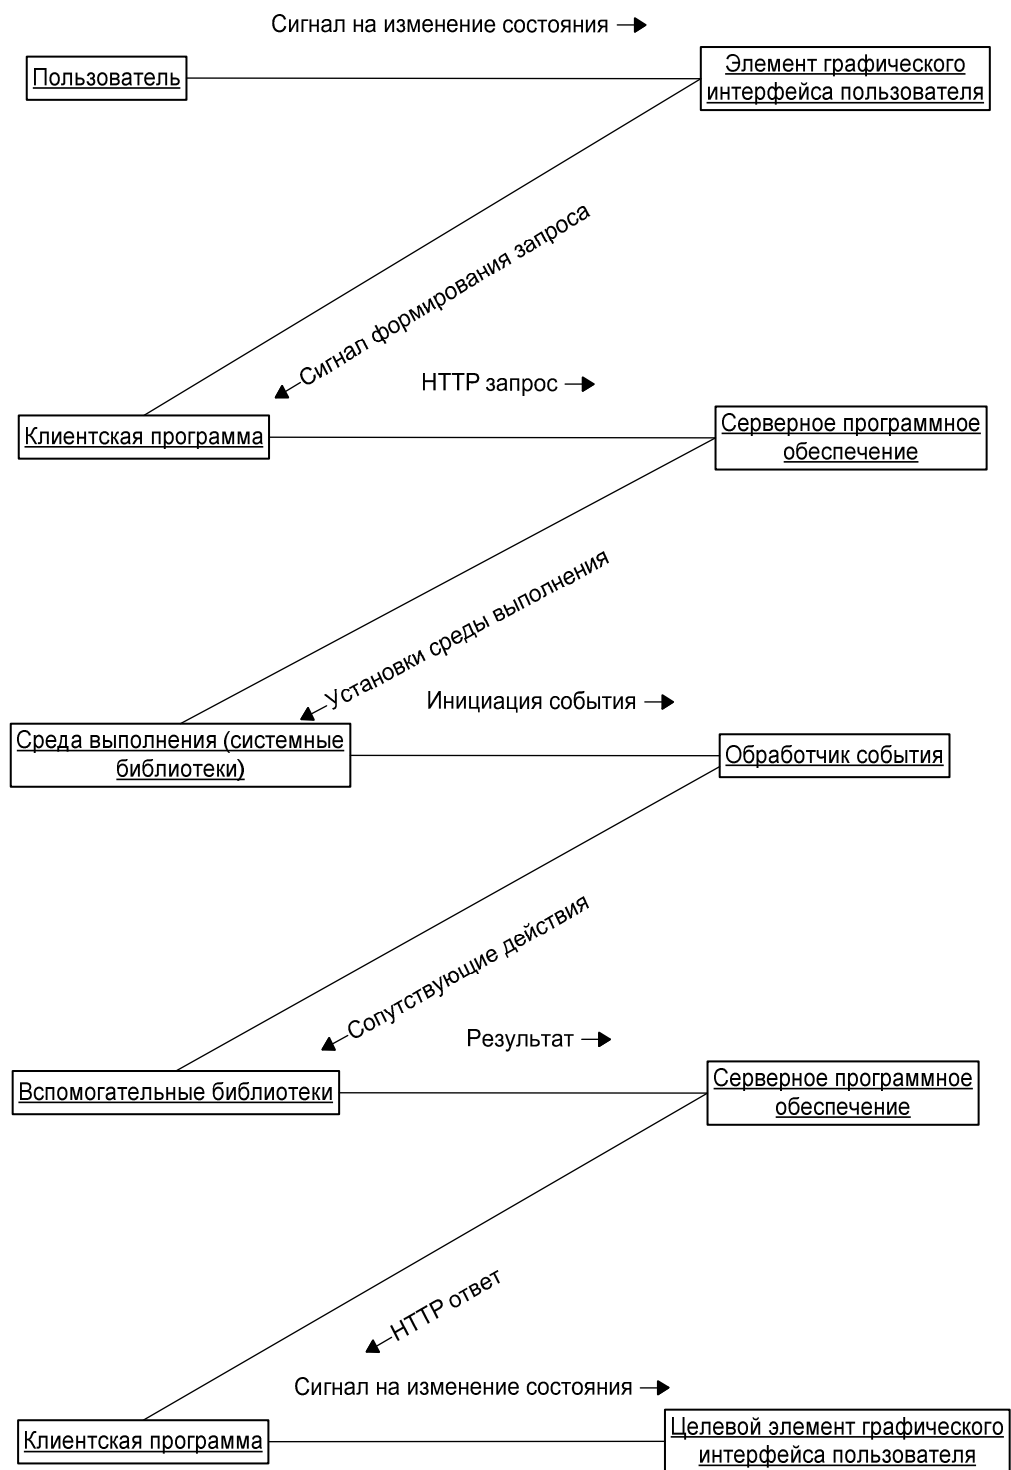 Сигнал на изменение состояния
Пользователь
Элемент графического
интерфейса пользователя
Сигнал формирования запроса
HTTP запрос
Клиентская программа
Серверное программное
обеспечение
Установки среды выполнения
Инициация события
Среда выполнения (системные
библиотеки)
Обработчик события
Сопутствующие действия
Результат
Вспомогательные библиотеки
Серверное программное
обеспечение
HTTP ответ
Сигнал на изменение состояния
Клиентская программа
Целевой элемент графического
интерфейса пользователя